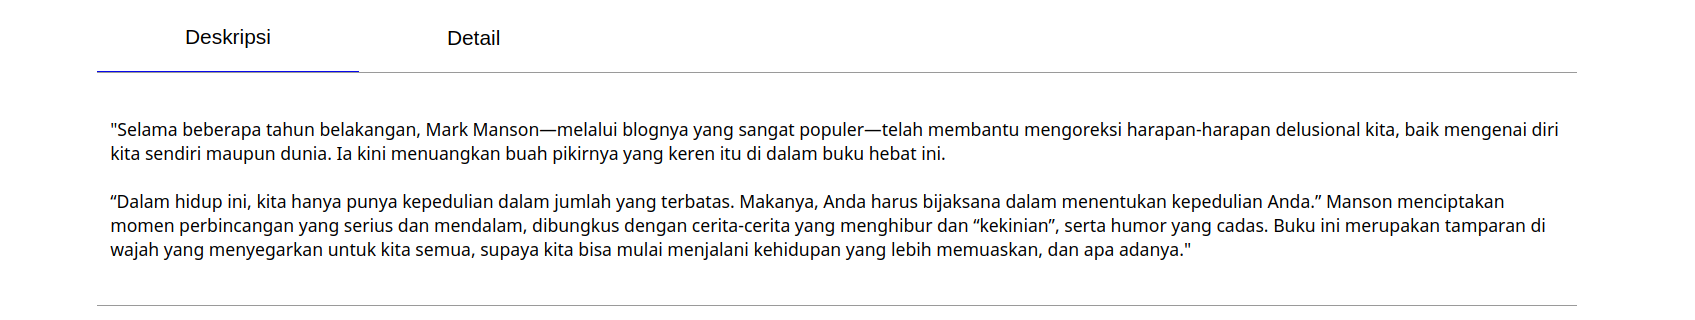 Deskripsi
Detail
"Selama beberapa tahun belakangan, Mark Manson—melalui blognya yang sangat populer—telah membantu mengoreksi harapan-harapan delusional kita, baik mengenai diri
kita sendiri maupun dunia. Ia kini menuangkan buah pikirnya yang keren itu di dalam buku hebat ini.
“Dalam hidup ini, kita hanya punya kepedulian dalam jumlah yang terbatas. Makanya, Anda harus bijaksana dalam menentukan kepedulian Anda.” Manson menciptakan
momen perbincangan yang serius dan mendalam, dibungkus dengan cerita-cerita yang menghibur dan “kekinian”, serta humor yang cadas. Buku ini merupakan tamparan di
wajah yang menyegarkan untuk kita semua, supaya kita bisa mulai menjalani kehidupan yang lebih memuaskan, dan apa adanya."